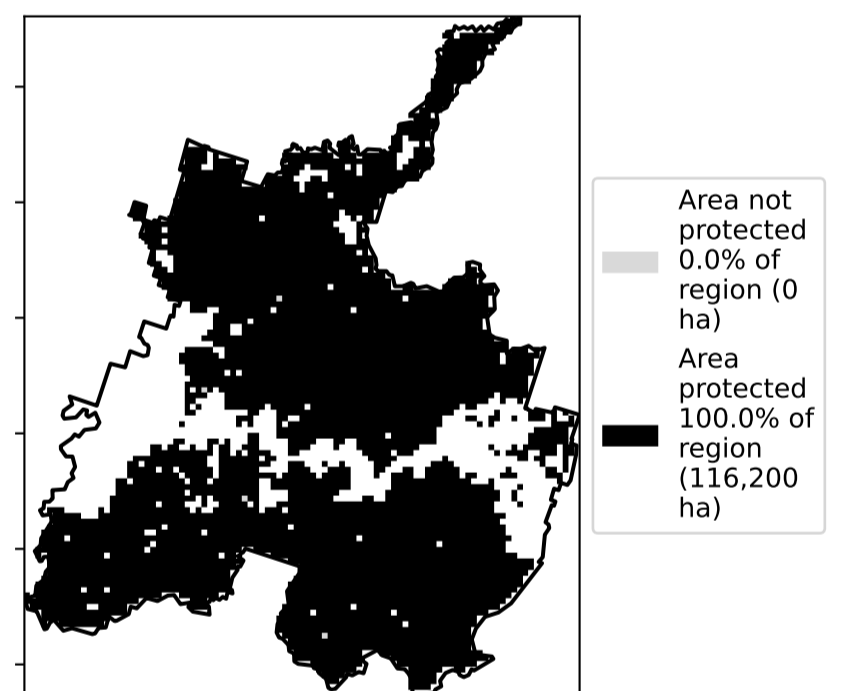 Area not
protected
0.0% of
region (0
ha)
Area
protected
100.0% of
region
(116,200
ha)